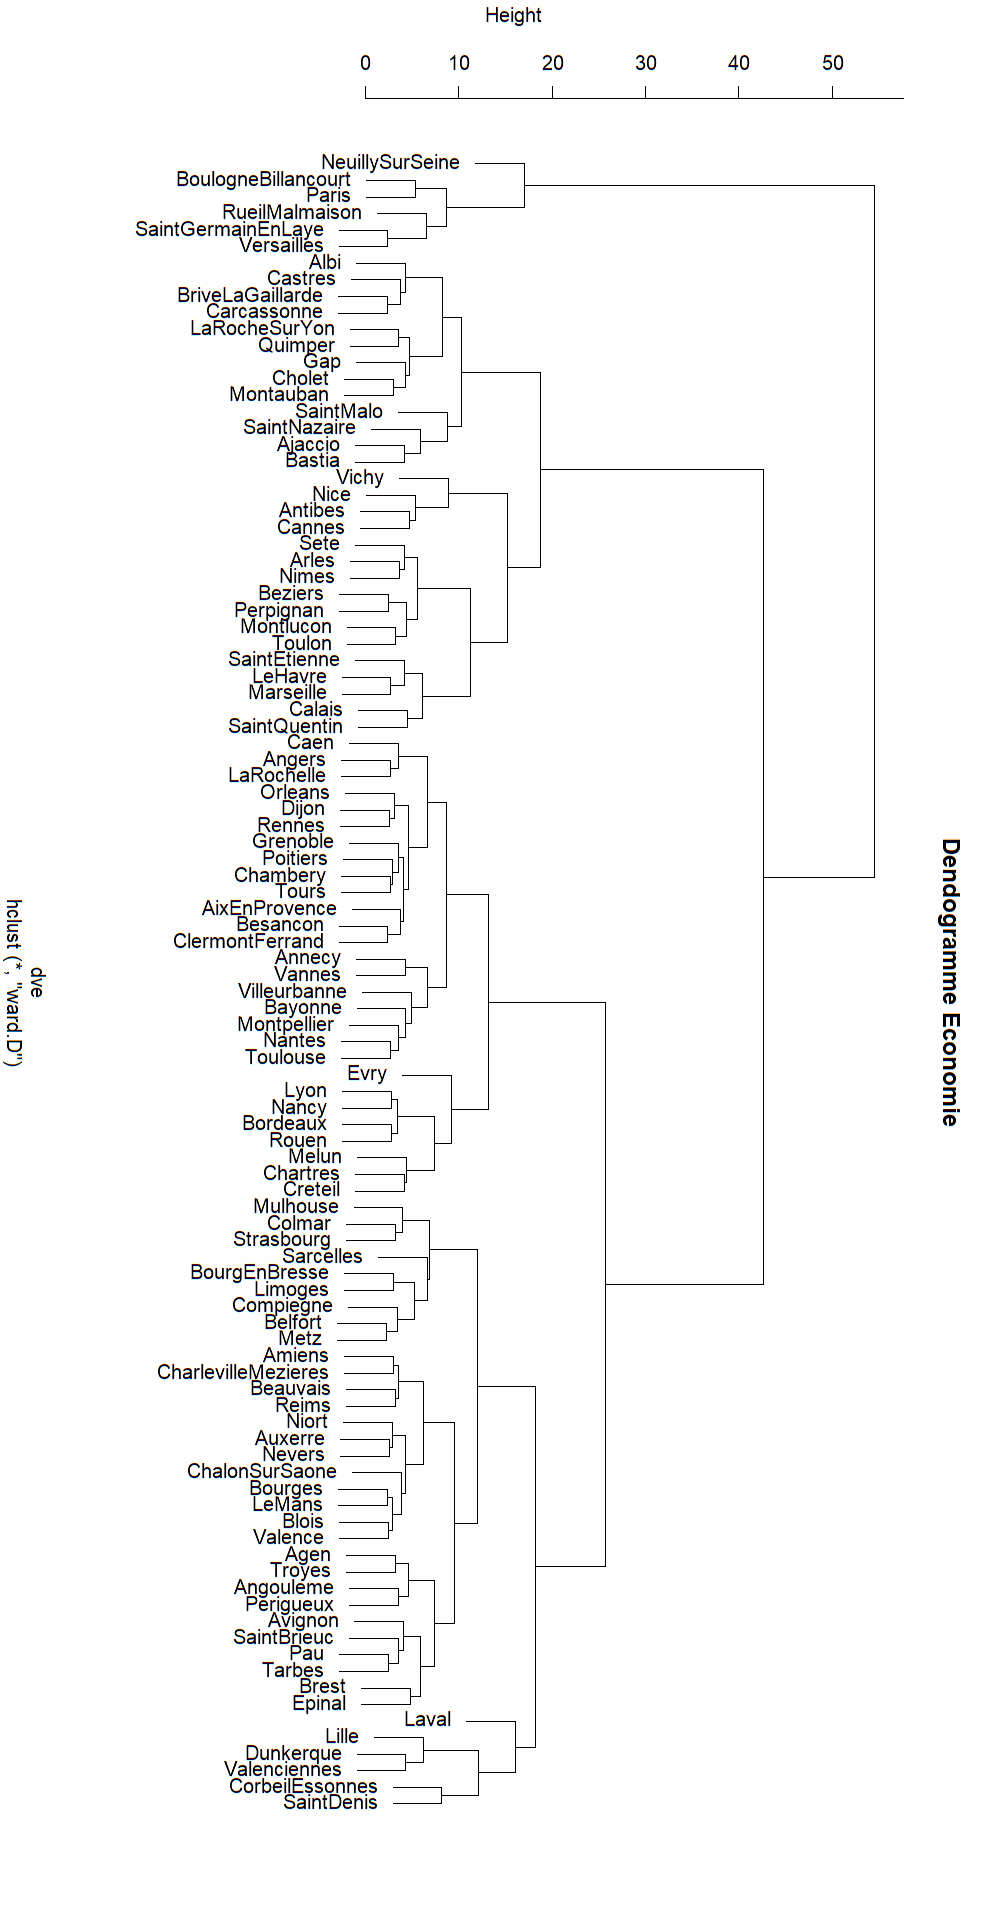 Height
0 10 20 30 40 50
NeuillySurSeine
BoulogneBillancourt
Paris
RueilMalmaison
SaintGermainEnLaye
Versailles
Albi
Castres
BriveLaGaillarde
Carcassonne
LaRocheSurYon
Quimper
Gap
Cholet
Montauban
SaintMalo
SaintNazaire
Ajaccio
Bastia
Vichy
Nice
Antibes
Cannes
Sete
Arles
Nimes
Beziers
Perpignan
Montlucon
Toulon
SaintEtienne
LeHavre
Marseille
Calais
SaintQuentin
Caen
Angers
LaRochelle
Orleans
Dijon
Rennes
Grenoble
Poitiers
Chambery
Tours
AixEnProvence
Besancon
ClermontFerrand
Annecy
Vannes
Villeurbanne
Bayonne
Montpellier
Nantes
Toulouse
Evry
Lyon
Nancy
Bordeaux
Rouen
Melun
Chartres
Creteil
Mulhouse
Colmar
Strasbourg
Sarcelles
BourgEnBresse
Limoges
Compiegne
Belfort
Metz
Amiens
CharlevilleMezieres
Beauvais
Reims
Niort
Auxerre
Nevers
ChalonSurSaone
Bourges
LeMans
Blois
Valence
Agen
Troyes
Angouleme
Perigueux
Avignon
SaintBrieuc
Pau
Tarbes
Brest
Epinal
Laval
Lille
Dunkerque
Valenciennes
CorbeilEssonnes
SaintDenis
Dendogramme Economie
dve
hclust (*, "ward.D")